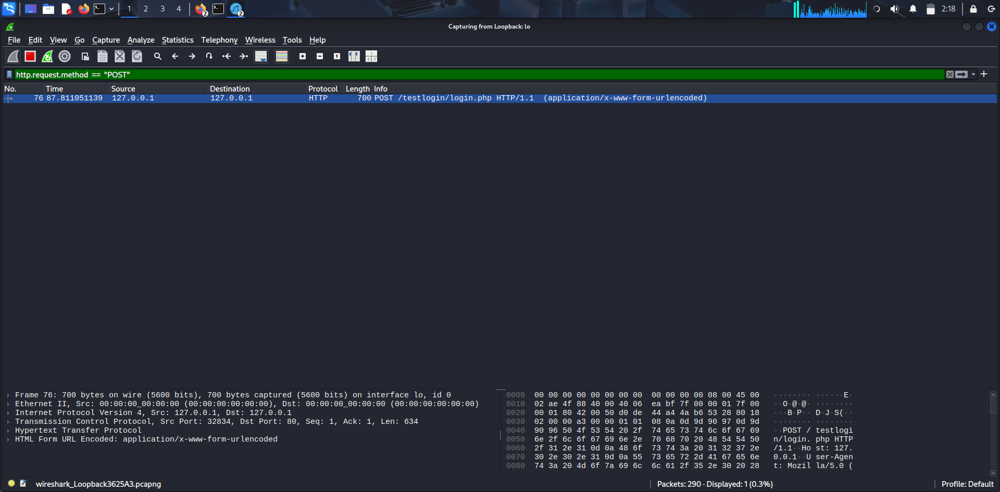 1 2 3 4 2 2 2:18
Capturing from Loopback: lo
File Edit View Go Capture Analyze Statistics Telephony Wireless Tools Help
http.request.method == "POST"
No. Time Source Destination Protocol Length Info
76 87.811051139 127.0.0.1 127.0.0.1 HTTP 700 POST /testlogin/login.php HTTP/1.1  (application/x-www-form-urlencoded)
Frame 76: 700 bytes on wire (5600 bits), 700 bytes captured (5600 bits) on interface lo, id 0
Ethernet II, Src: 00:00:00_00:00:00 (00:00:00:00:00:00), Dst: 00:00:00_00:00:00 (00:00:00:00:00:00)
Internet Protocol Version 4, Src: 127.0.0.1, Dst: 127.0.0.1
Transmission Control Protocol, Src Port: 32834, Dst Port: 80, Seq: 1, Ack: 1, Len: 634
Hypertext Transfer Protocol
HTML Form URL Encoded: application/x-www-form-urlencoded
0000 00 00 00 00 00 00 00 00 00 00 00 00 08 00 45 00 ········ ······E·
0010 02 ae 4f 88 40 00 40 06 ea bf 7f 00 00 01 7f 00 ··O·@·@· ········
0020 00 01 80 42 00 50 d0 de 44 a4 4a b6 53 28 80 18 ···B·P·· D·J·S(··
0030 02 00 00 a3 00 00 01 01 08 0a 0d 9d 90 97 0d 9d ········ ········
0040 90 96 50 4f 53 54 20 2f 74 65 73 74 6c 6f 67 69 ··POST / testlogi
0050 6e 2f 6c 6f 67 69 6e 2e 70 68 70 20 48 54 54 50 n/login. php HTTP
0060 2f 31 2e 31 0d 0a 48 6f 73 74 3a 20 31 32 37 2e /1.1··Ho st: 127.
0070 30 2e 30 2e 31 0d 0a 55 73 65 72 2d 41 67 65 6e 0.0.1··U ser-Agen
0080 74 3a 20 4d 6f 7a 69 6c 6c 61 2f 35 2e 30 20 28 t: Mozil la/5.0 (
wireshark_Loopback3625A3.pcapng Packets: 290 · Displayed: 1 (0.3%) Profile: Default